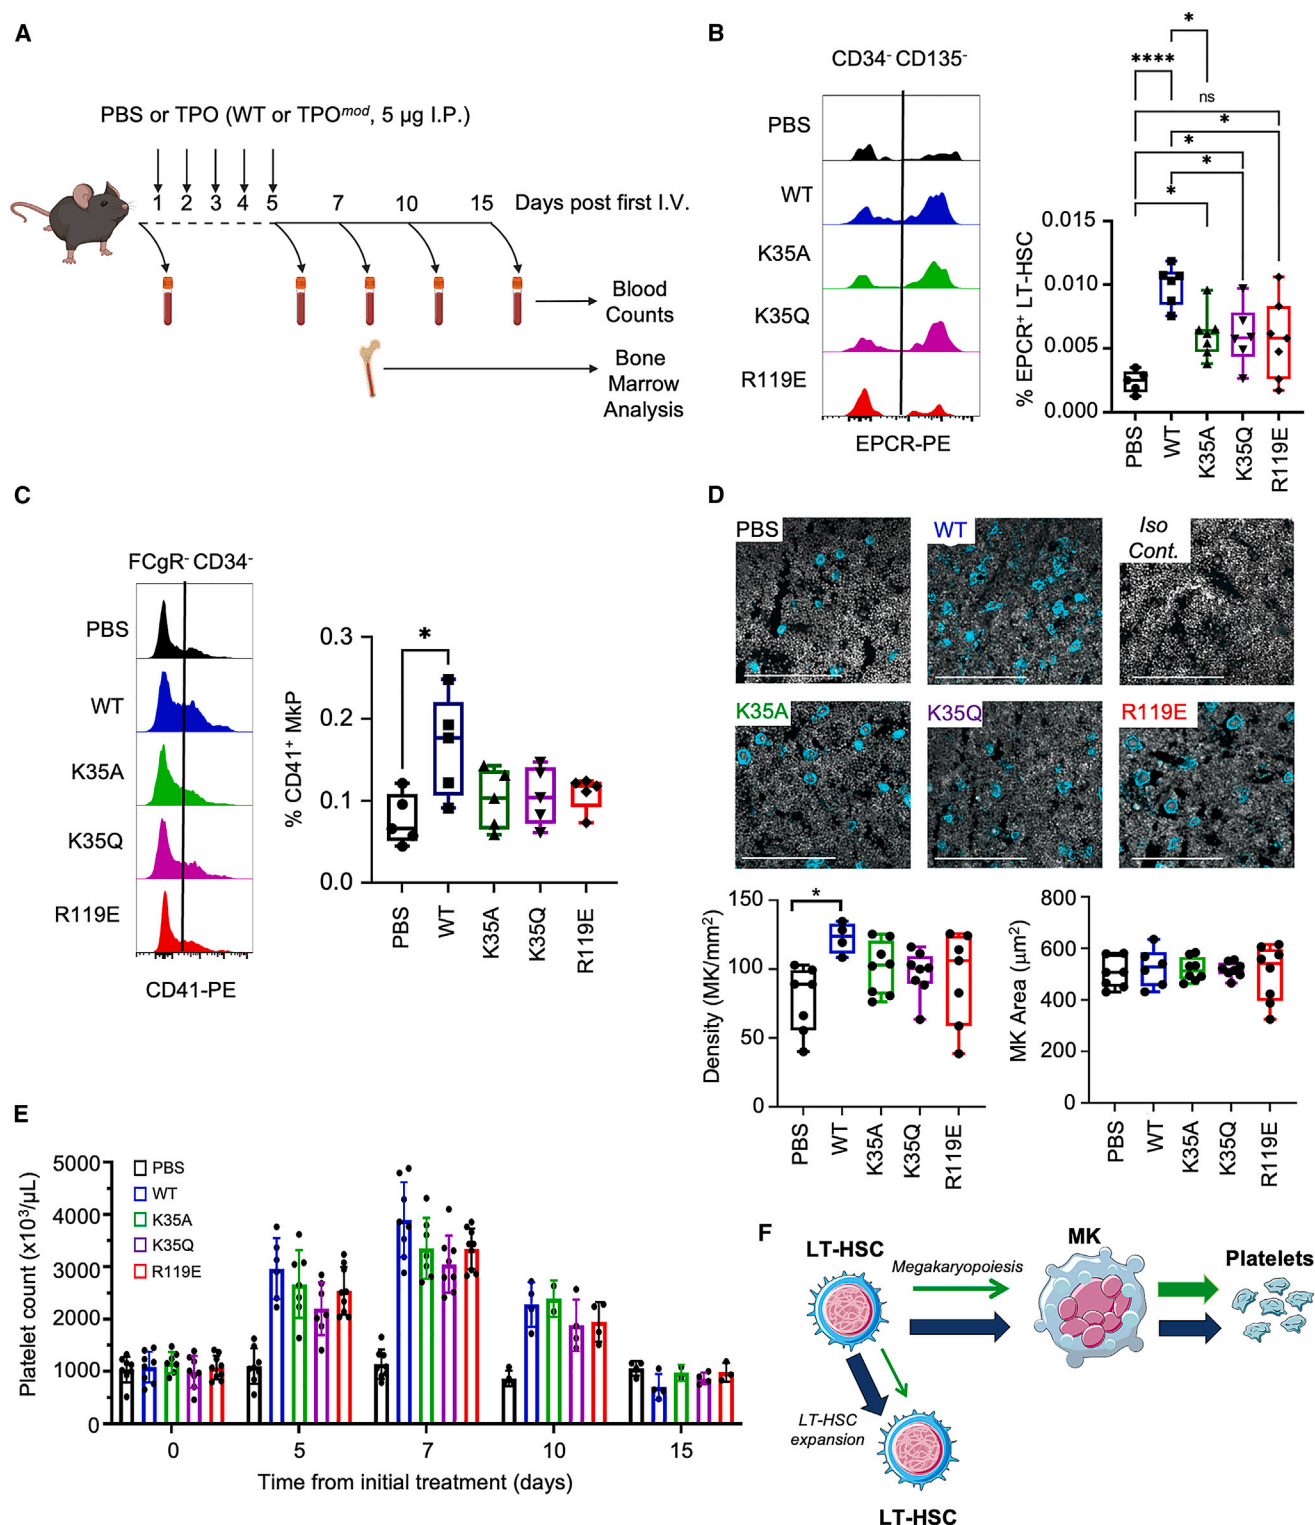 A
PBS or TPO (WT or TPOmod, 5 µg I.P.)
1 2 3 4 5 7 10 15 Days post first I.V.
Blood
Counts
Bone
Marrow
Analysis
B
CD34- CD135-
PBS
WT
K35A
K35Q
R119E
EPCR-PE
*
****
ns
*
*
*
*
% EPCR+ LT-HSC
0.015
0.010
0.005
0.000
PBS
WT
K35A
K35Q
R119E
C
FCgR- CD34-
PBS
WT
K35A
K35Q
R119E
CD41-PE
*
% CD41+ MkP
0.3
0.2
0.1
0.0
PBS
WT
K35A
K35Q
R119E
D
PBS
WT
Iso
Cont.
K35A
K35Q
R119E
*
Density (MK/mm2)
150
100
50
0
PBS
WT
K35A
K35Q
R119E
MK Area (µm2)
800
600
400
200
0
PBS
WT
K35A
K35Q
R119E
E
Platelet count (x103/µL)
5000
4000
3000
2000
1000
0
PBS
WT
K35A
K35Q
R119E
0 5 7 10 15
Time from initial treatment (days)
F
LT-HSC
Megakaryopoiesis
MK
Platelets
LT-HSC
expansion
LT-HSC